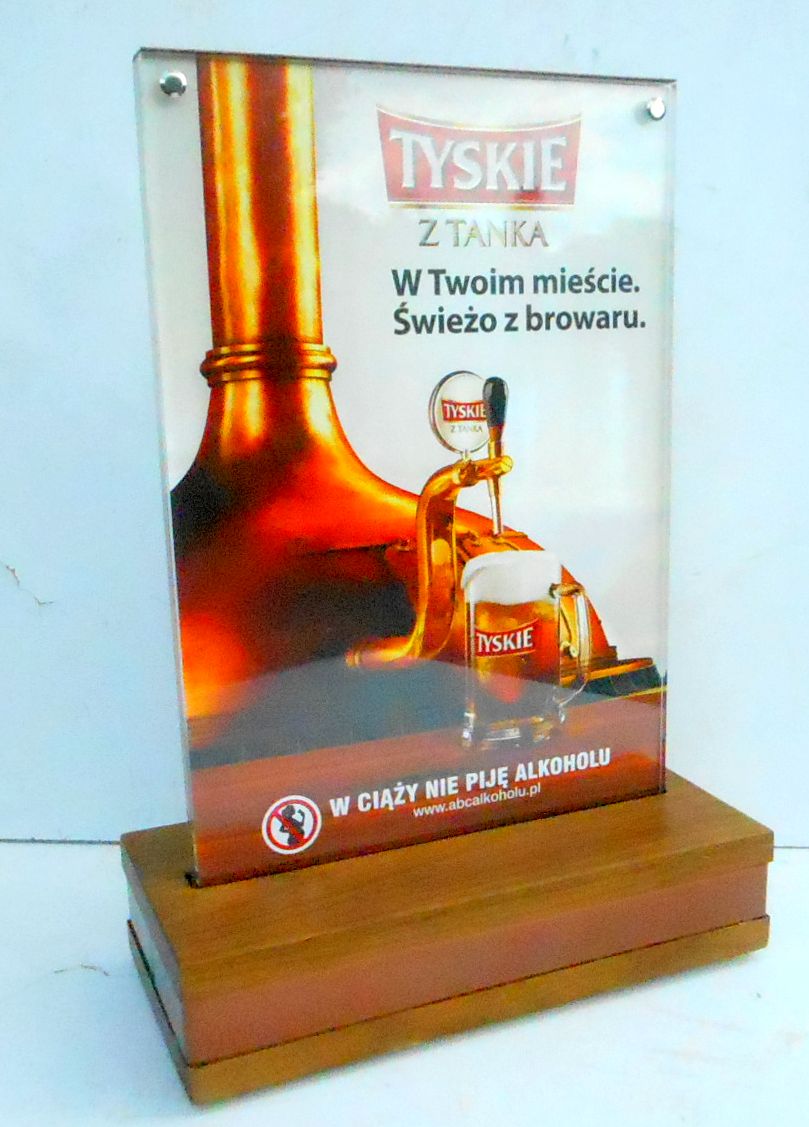 TYSKIE
Z TANKA
W Twoim mieście.
Świeżo z browaru.
TYSKIE
Z TANKA
TYSKIE
W CIĄŻY NIE PIJĘ ALKOHOLU
www.abcalkoholu.pl